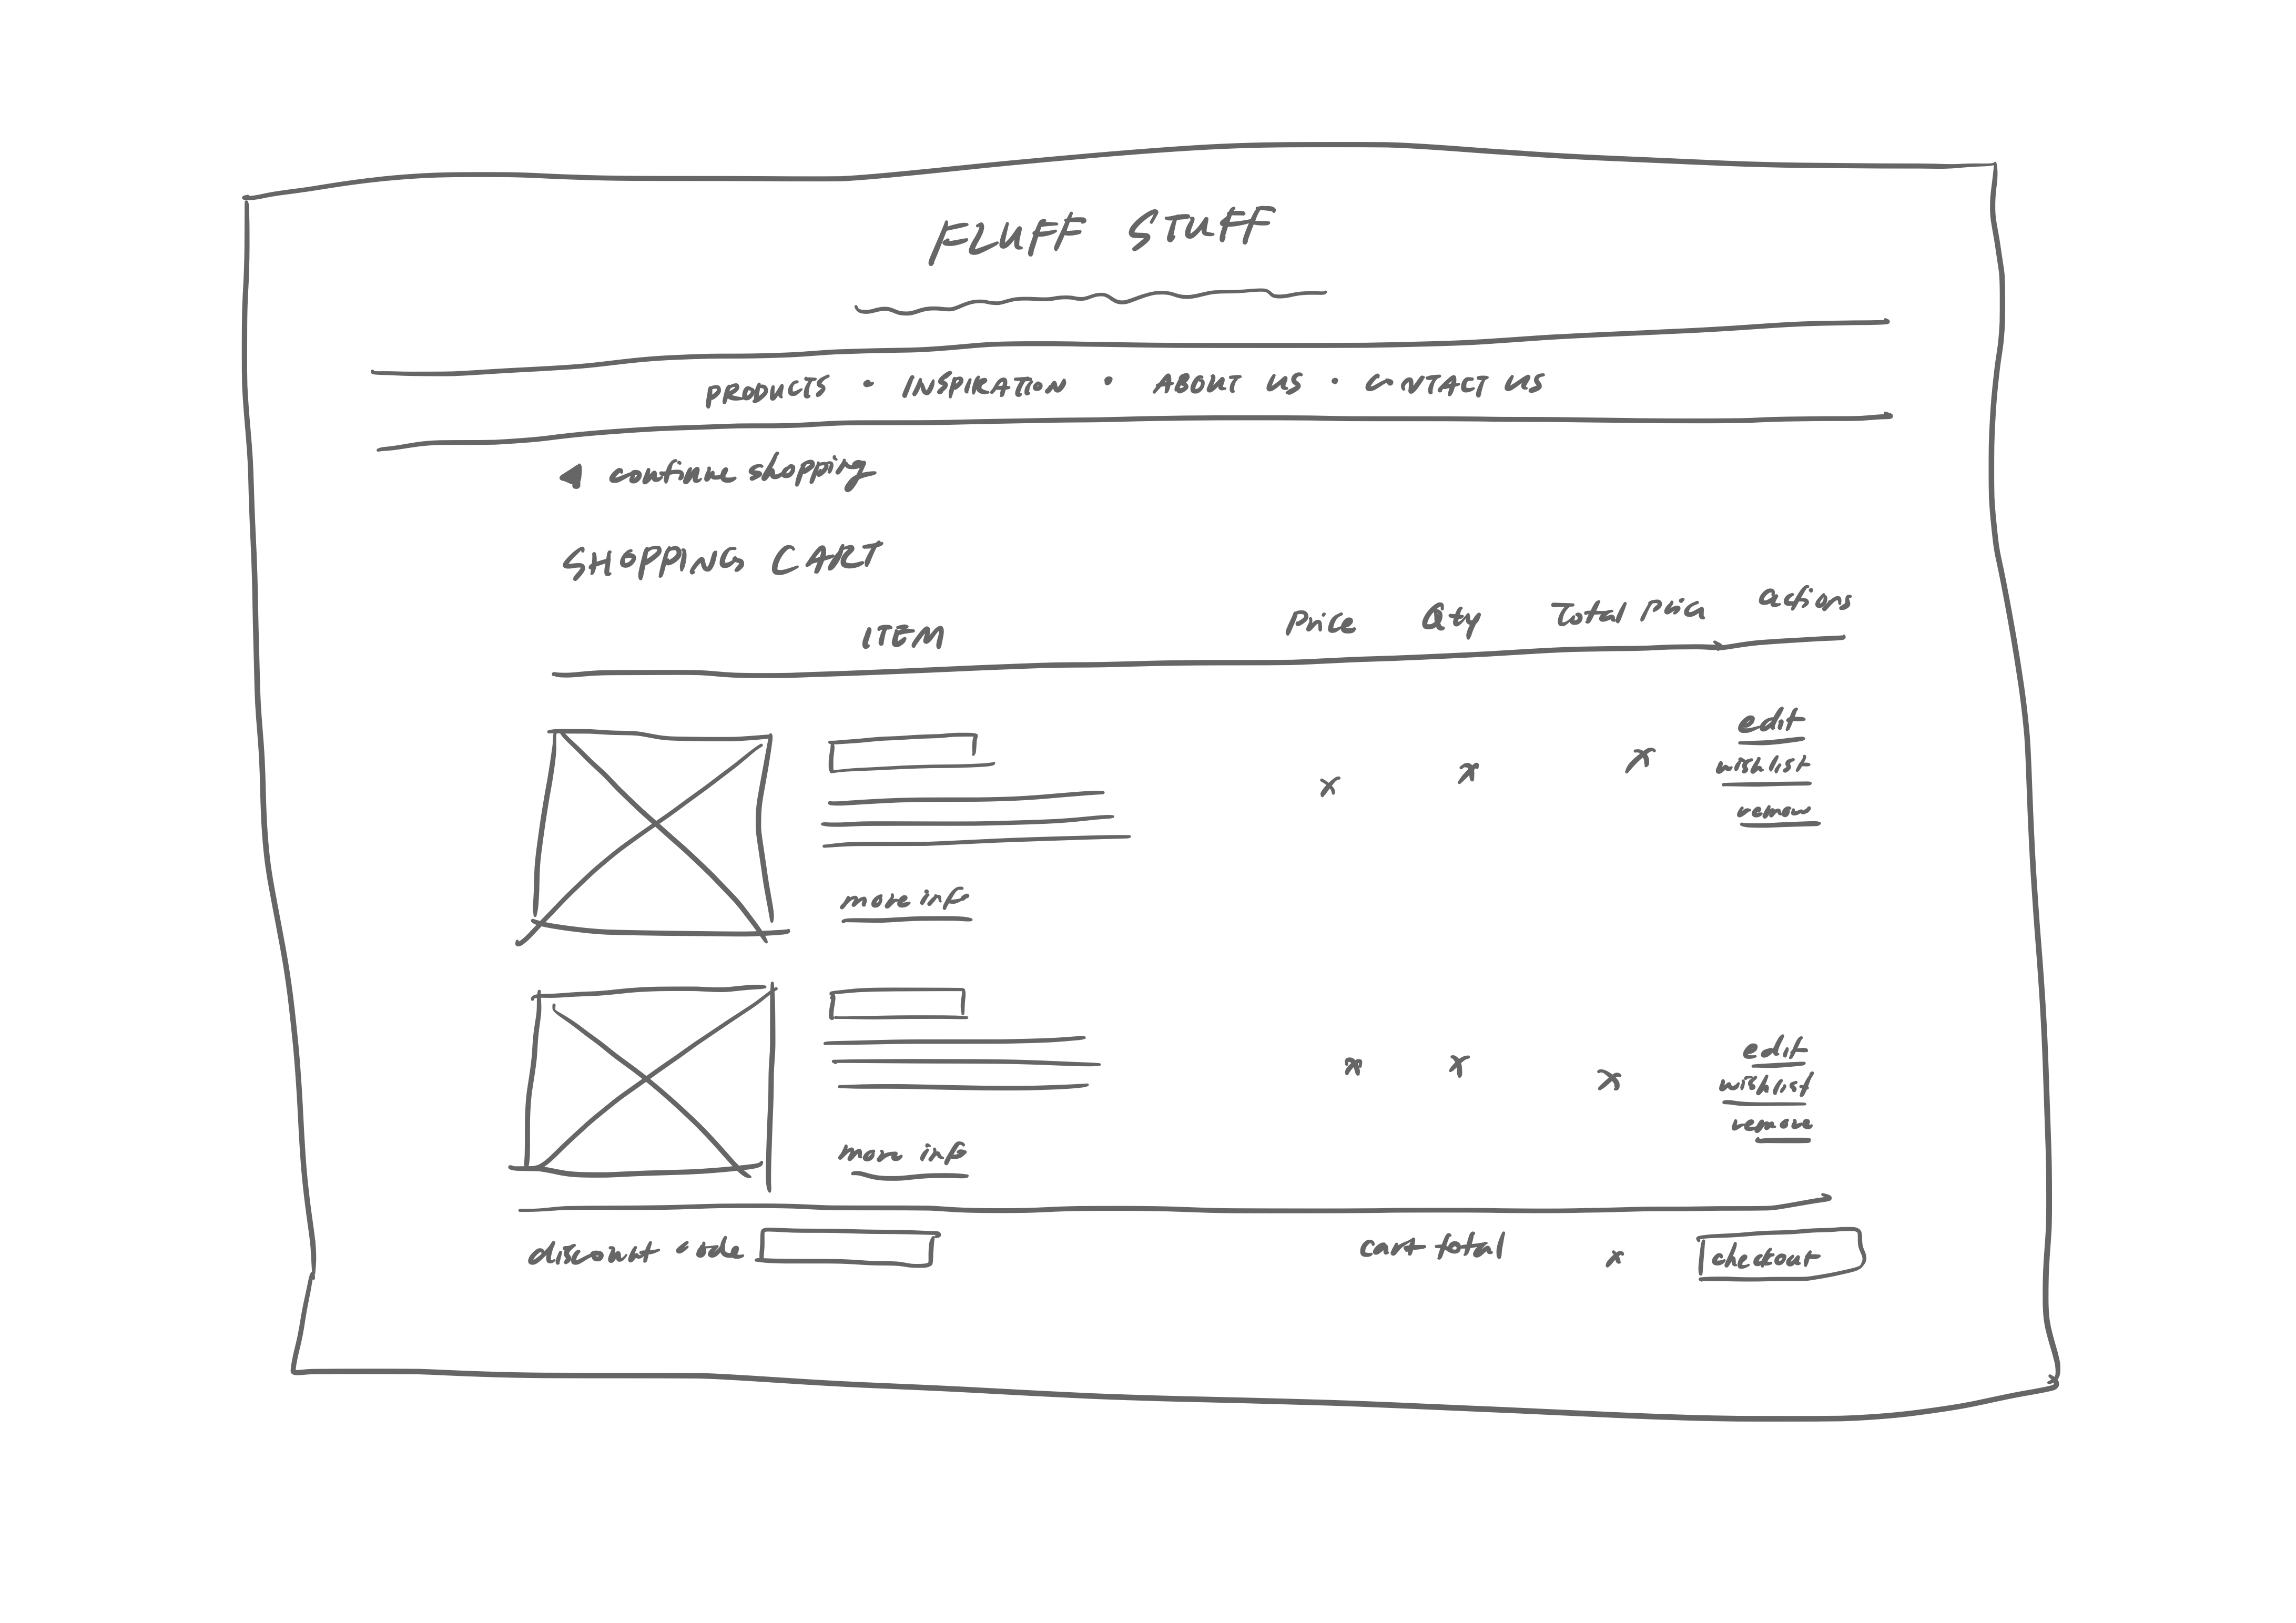 FLUFF STUFF
PRODUCTS • INSPIRATION • ABOUT US • CONTACT US
◀ continue shopping
SHOPPING CART
ITEM Price Qty Total Price actions
edit
x x x wishlist
remove
more info
edit
x x x wishlist
remove
more info
discount code cart total x checkout